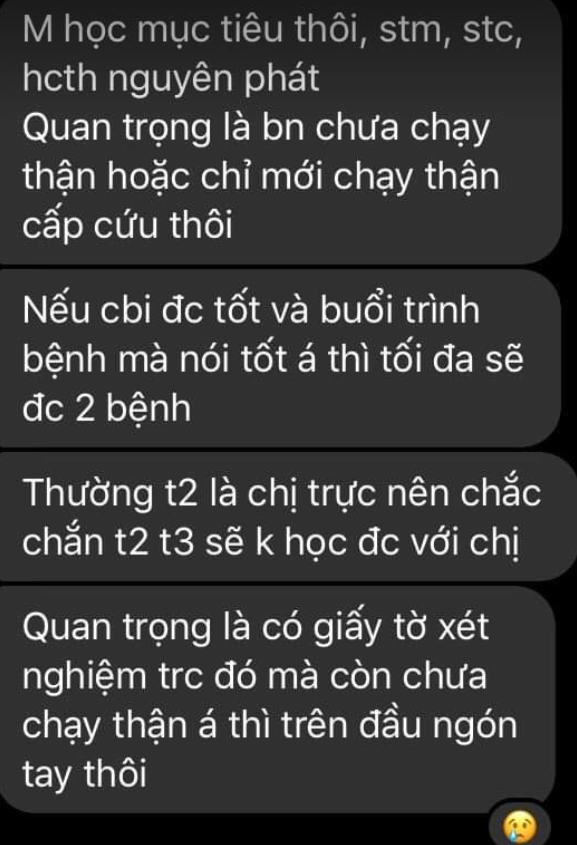 M học mục tiêu thôi, stm, stc,
hcth nguyên phát
Quan trọng là bn chưa chạy
thận hoặc chỉ mới chạy thận
cấp cứu thôi
Nếu cbi đc tốt và buổi trình
bệnh mà nói tốt á thì tối đa sẽ
đc 2 bệnh
Thường t2 là chị trực nên chắc
chắn t2 t3 sẽ k học đc với chị
Quan trọng là có giấy tờ xét
nghiệm trc đó mà còn chưa
chạy thận á thì trên đầu ngón
tay thôi